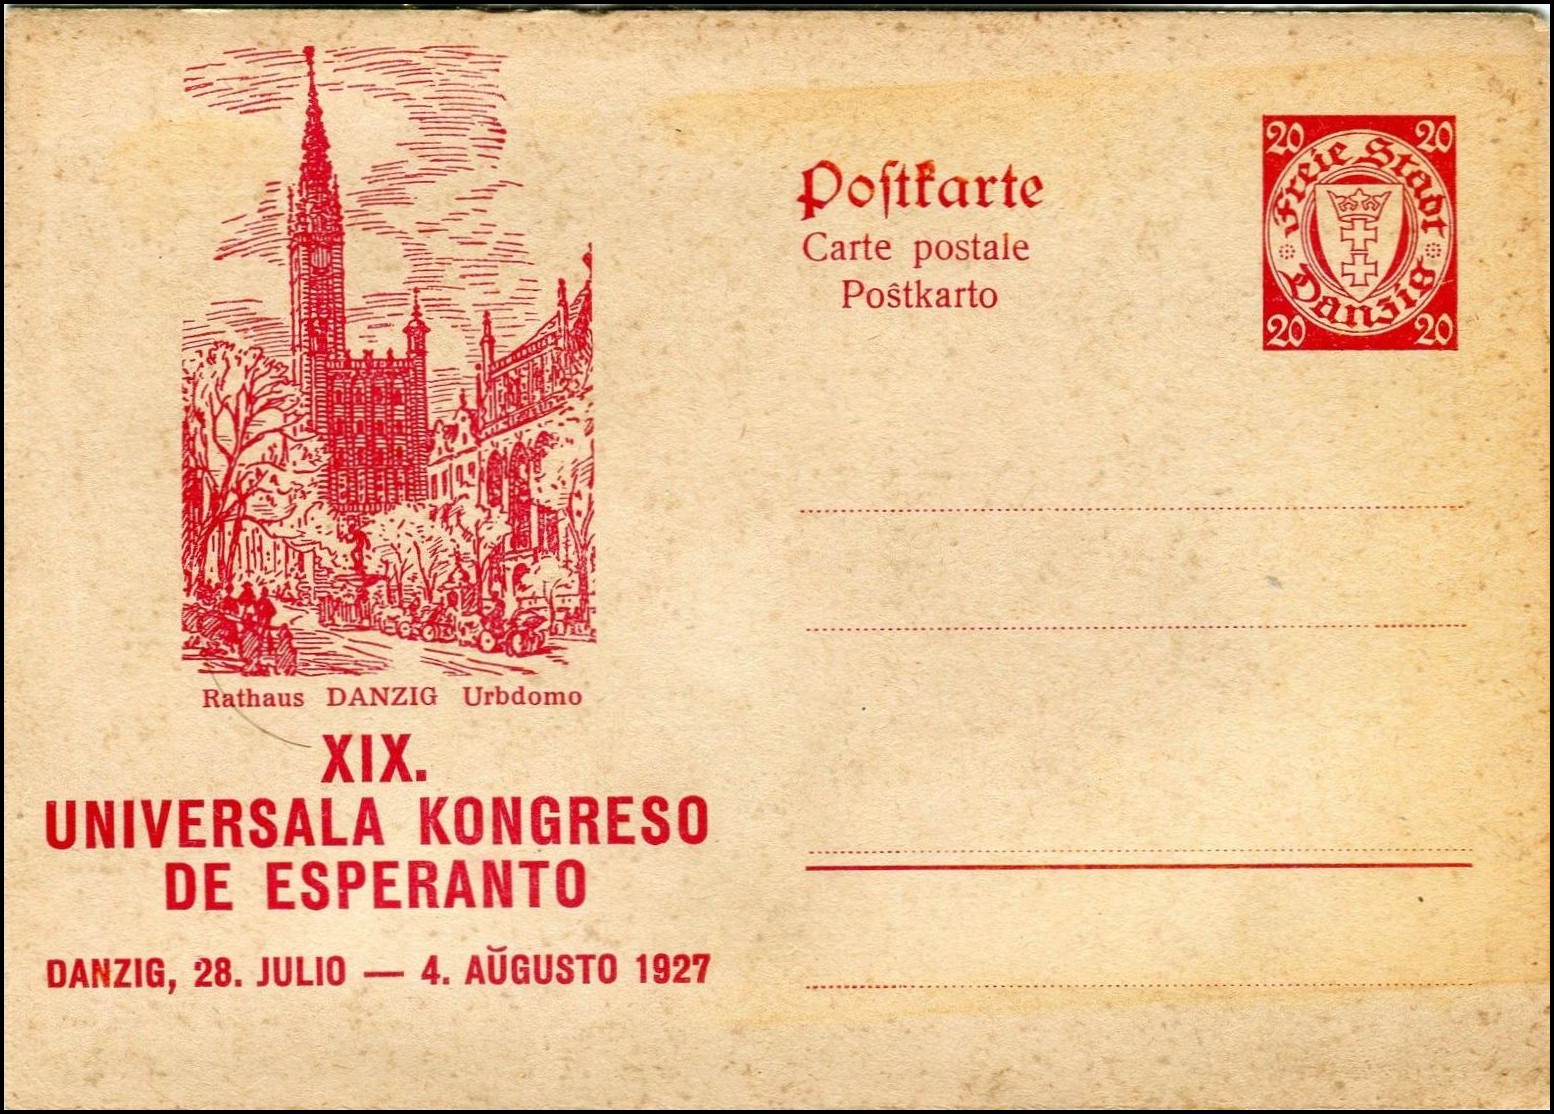 Rathaus DANZIG Urbdomo
XIX.
UNIVERSALA KONGRESO
DE ESPERANTO
DANZIG, 28. JULIO — 4. AŬGUSTO 1927
Poſtkarte
Carte postale
Poŝtkarto
20 20
Freie Stadt
Danzig
20 20